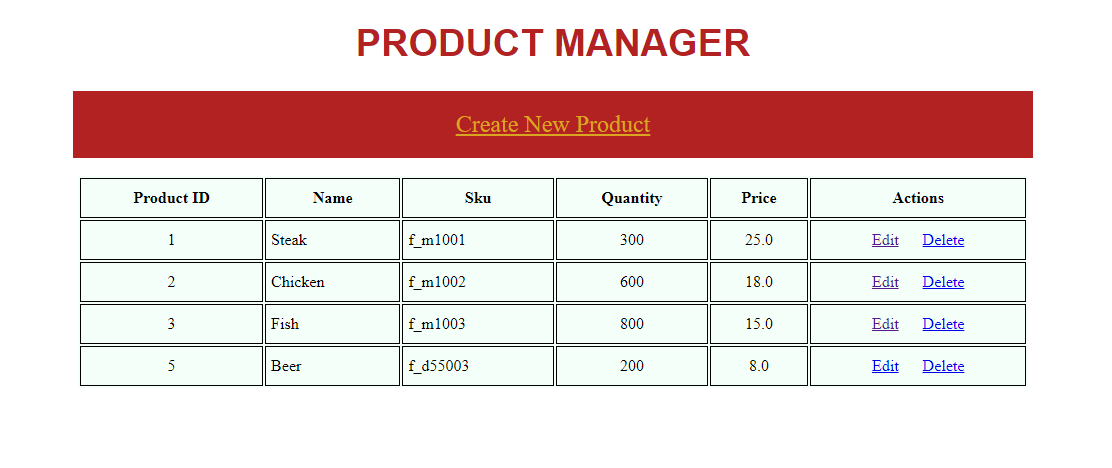 PRODUCT MANAGER
Create New Product
Product ID Name Sku Quantity Price Actions
1 Steak f_m1001 300 25.0 Edit Delete
2 Chicken f_m1002 600 18.0 Edit Delete
3 Fish f_m1003 800 15.0 Edit Delete
5 Beer f_d55003 200 8.0 Edit Delete